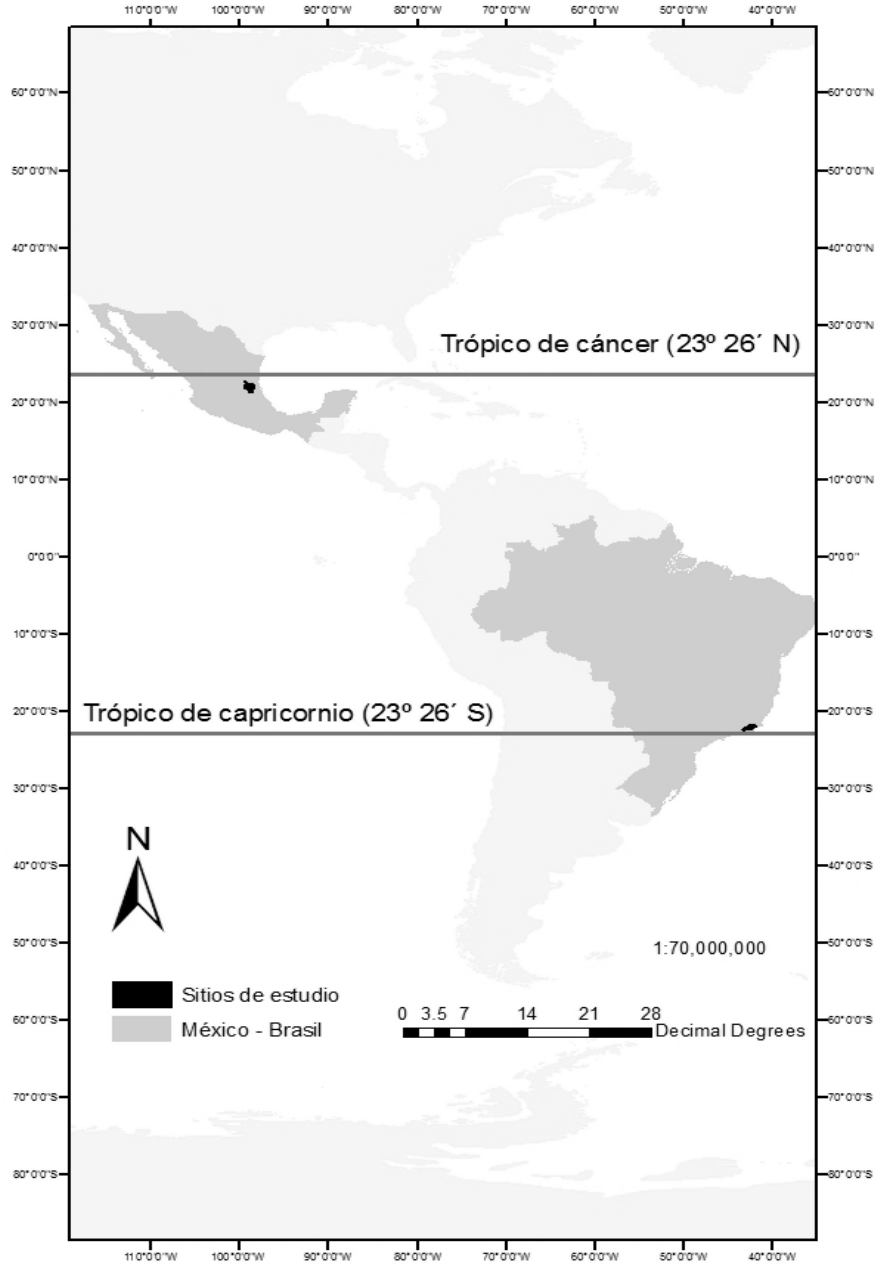 110°0'0"W 100°0'0"W 90°0'0"W 80°0'0"W 70°0'0"W 60°0'0"W 50°0'0"W 40°0'0"W
60°0'0"N 60°0'0"N
50°0'0"N 50°0'0"N
40°0'0"N 40°0'0"N
30°0'0"N 30°0'0"N
Trópico de cáncer (23º 26´ N)
20°0'0"N 20°0'0"N
10°0'0"N 10°0'0"N
0°0'0" 0°0'0"
10°0'0"S 10°0'0"S
20°0'0"S 20°0'0"S
Trópico de capricornio (23º 26´ S)
30°0'0"S 30°0'0"S
N
40°0'0"S 40°0'0"S
50°0'0"S 50°0'0"S
1:70,000,000
Sitios de estudio
México - Brasil
0 3.5 7 14 21 28
Decimal Degrees
60°0'0"S 60°0'0"S
70°0'0"S 70°0'0"S
80°0'0"S 80°0'0"S
110°0'0"W 100°0'0"W 90°0'0"W 80°0'0"W 70°0'0"W 60°0'0"W 50°0'0"W 40°0'0"W